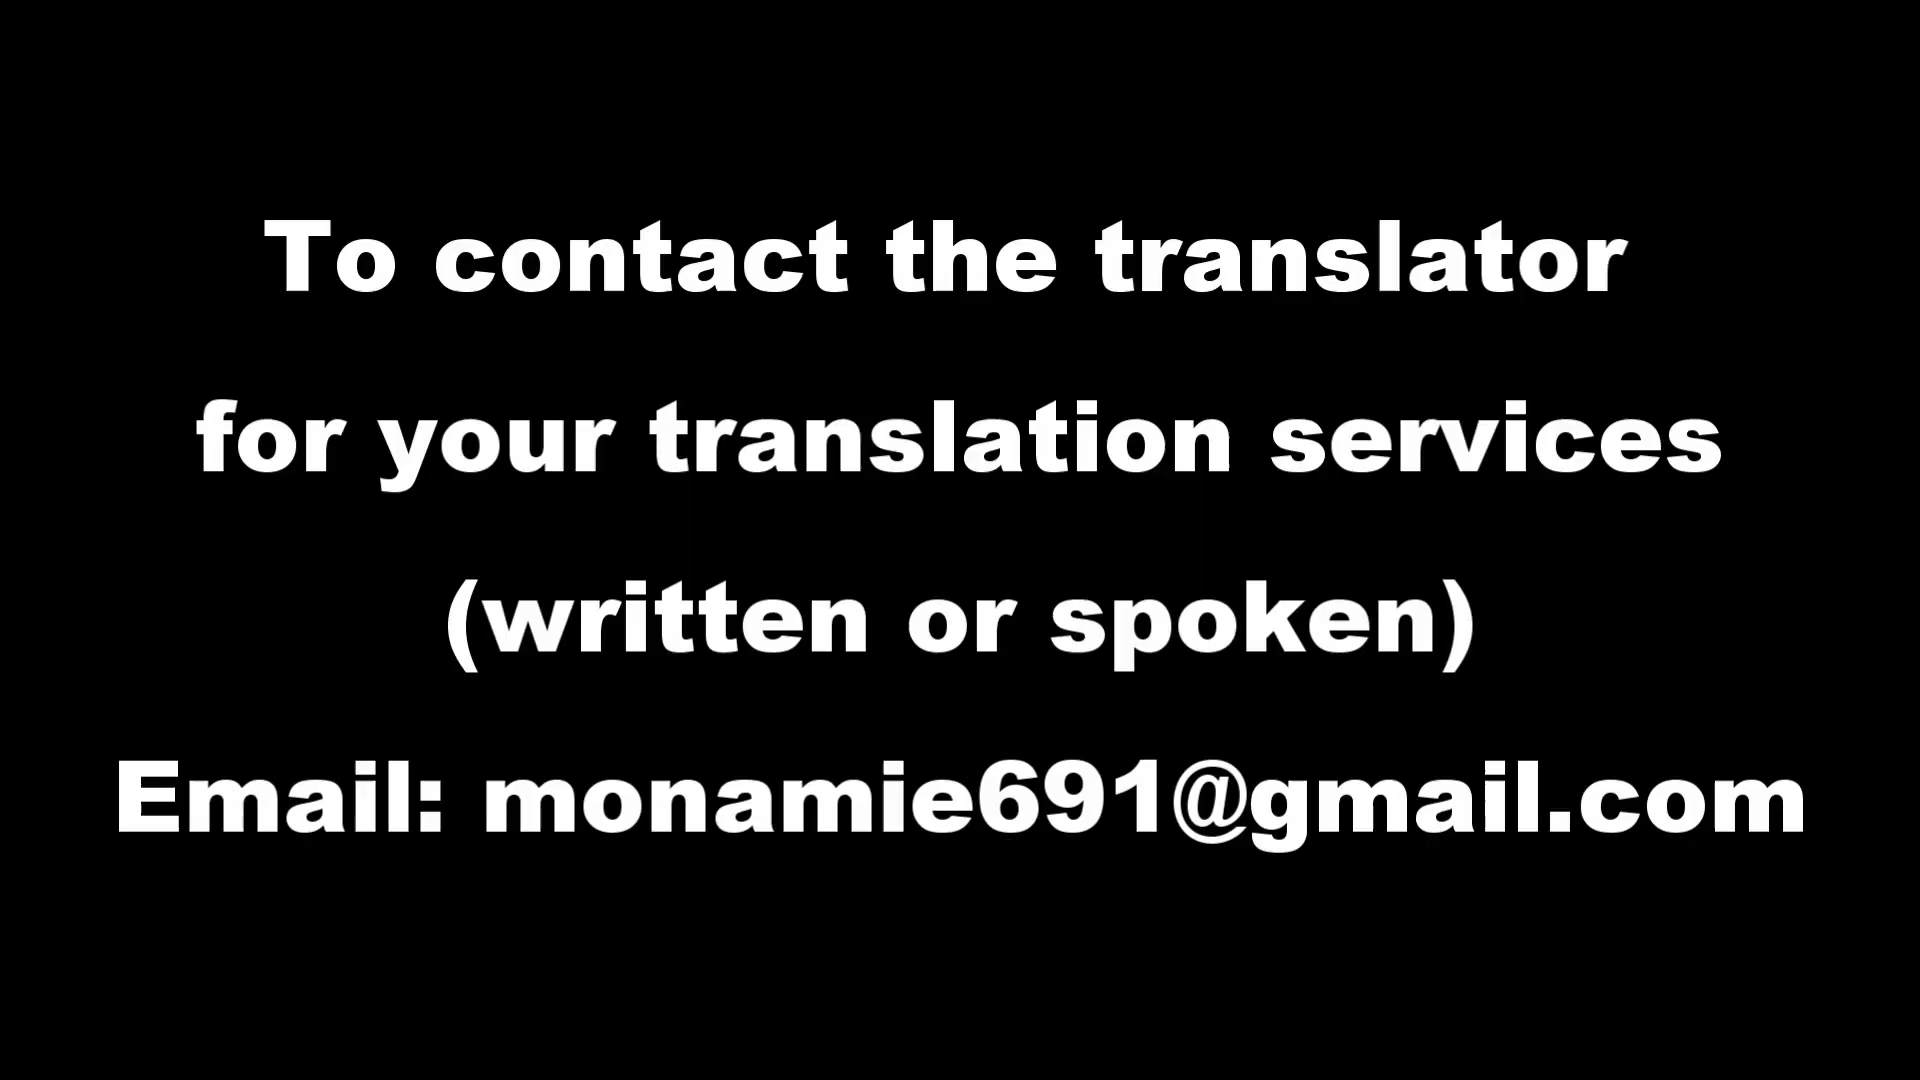 To contact the translator
for your translation services
(written or spoken)
Email: monamie691@gmail.com